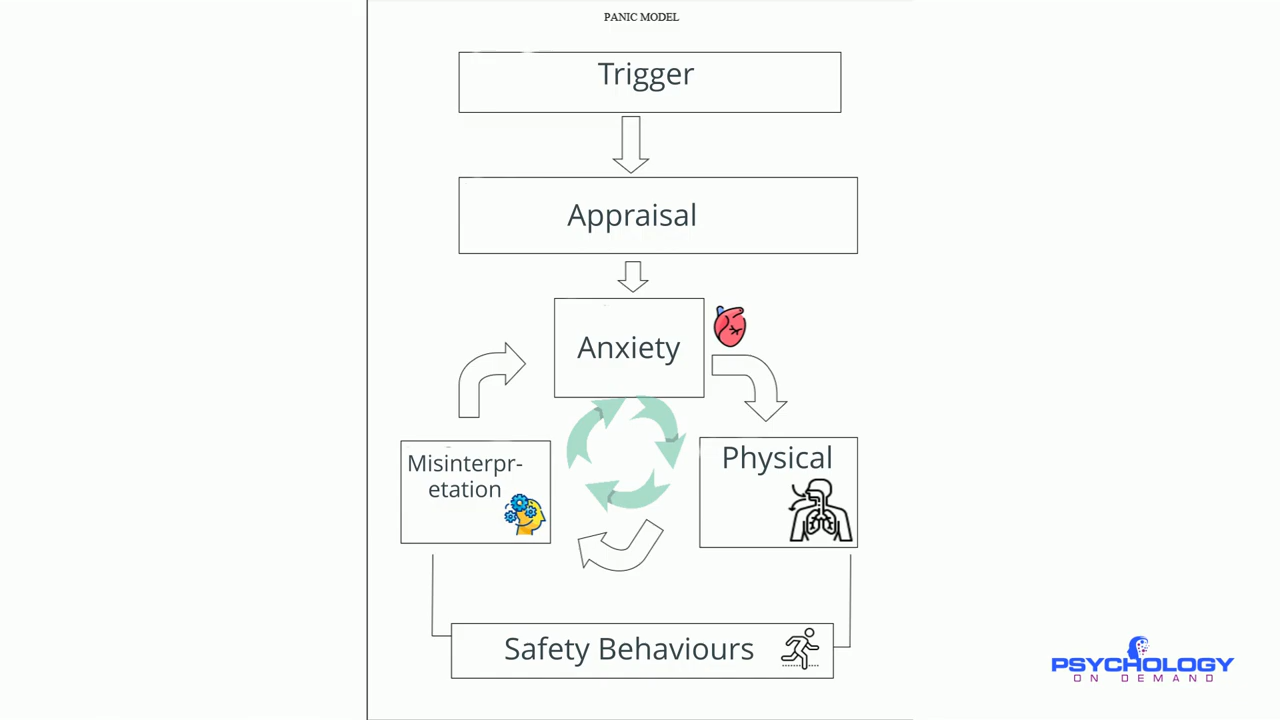 PANIC MODEL
Trigger
Appraisal
Anxiety
Misinterpr-
etation
Physical
Safety Behaviours
PSYCHOLOGY
ON DEMAND